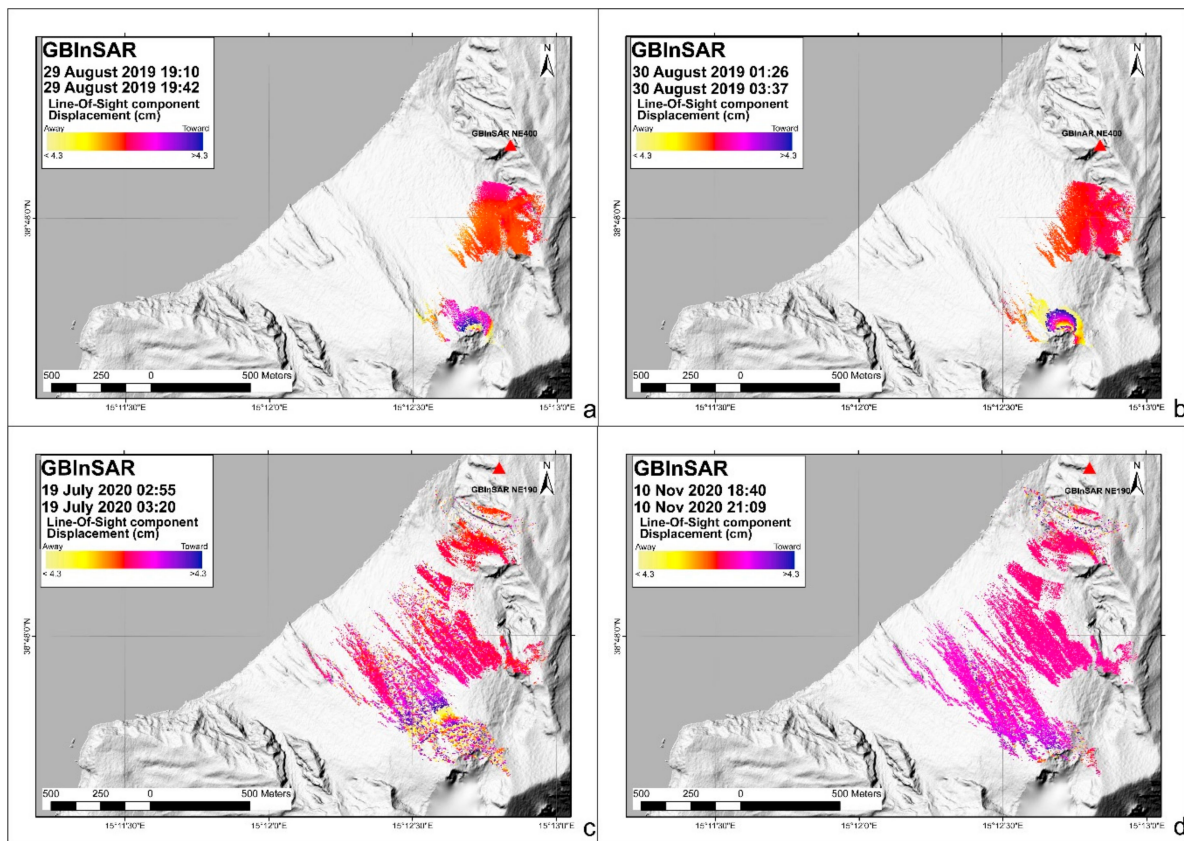 GBInSAR
29 August 2019 19:10
29 August 2019 19:42
Line-Of-Sight component
Displacement (cm)
Away Toward
< 4.3 >4.3
N
GBInSAR NE400
38°48'0"N
500 250 0 500 Meters
15°11'30"E 15°12'0"E 15°12'30"E 15°13'0"E
a
GBInSAR
30 August 2019 01:26
30 August 2019 03:37
Line-Of-Sight component
Displacement (cm)
Away Toward
< 4.3 >4.3
N
GBInAR NE400
38°48'0"N
500 250 0 500 Meters
15°11'30"E 15°12'0"E 15°12'30"E 15°13'0"E
b
GBInSAR
19 July 2020 02:55
19 July 2020 03:20
Line-Of-Sight component
Displacement (cm)
Away Toward
< 4.3 >4.3
N
GBInSAR NE190
38°48'0"N
500 250 0 500 Meters
15°11'30"E 15°12'0"E 15°12'30"E 15°13'0"E
c
GBInSAR
10 Nov 2020 18:40
10 Nov 2020 21:09
Line-Of-Sight component
Displacement (cm)
Away Toward
< 4.3 >4.3
N
GBInSAR NE190
38°48'0"N
500 250 0 500 Meters
15°11'30"E 15°12'0"E 15°12'30"E 15°13'0"E
d